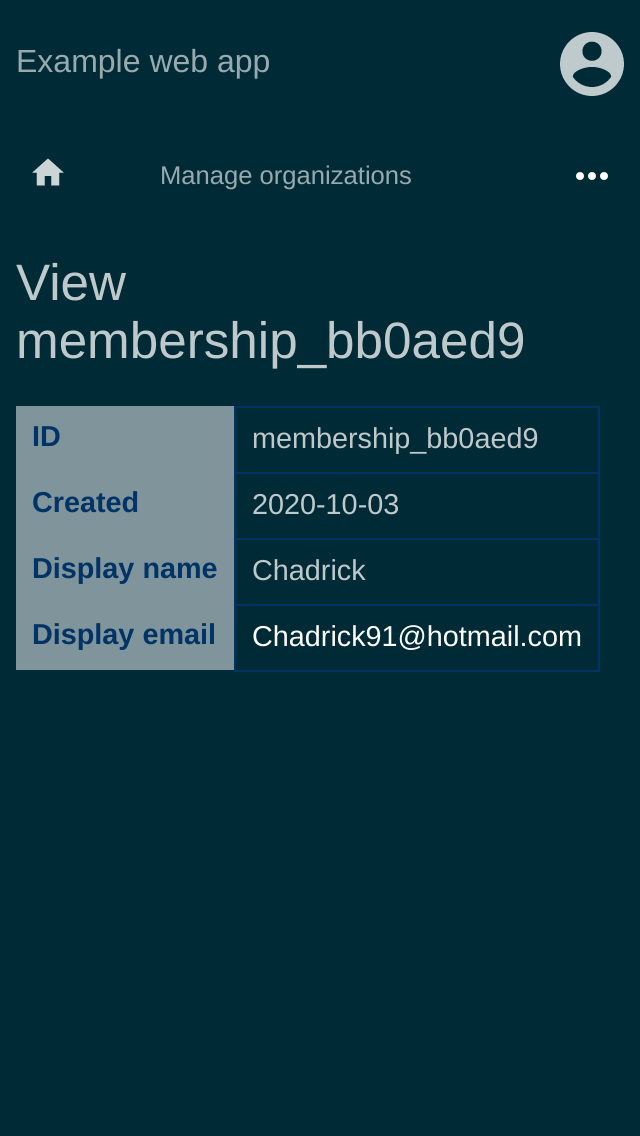 Example web app
Manage organizations
View
membership_bb0aed9
ID membership_bb0aed9
Created 2020-10-03
Display name Chadrick
Display email Chadrick91@hotmail.com